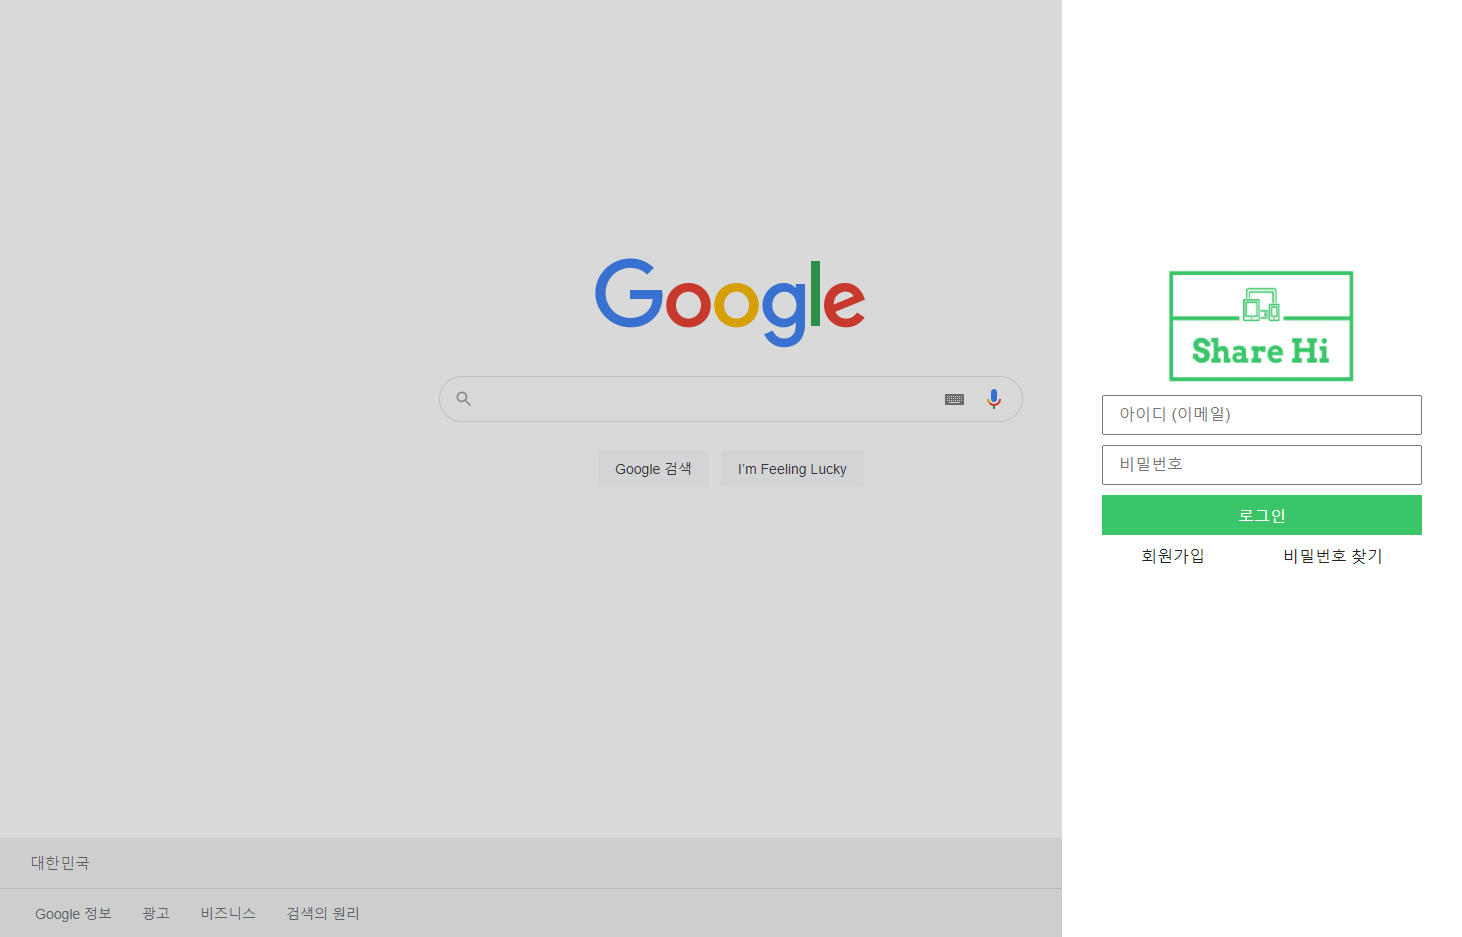 Google
Google 검색
I'm Feeling Lucky
대한민국
Google 정보 광고 비즈니스 검색의 원리
Share Hi
아이디 (이메일)
비밀번호
로그인
회원가입 비밀번호 찾기